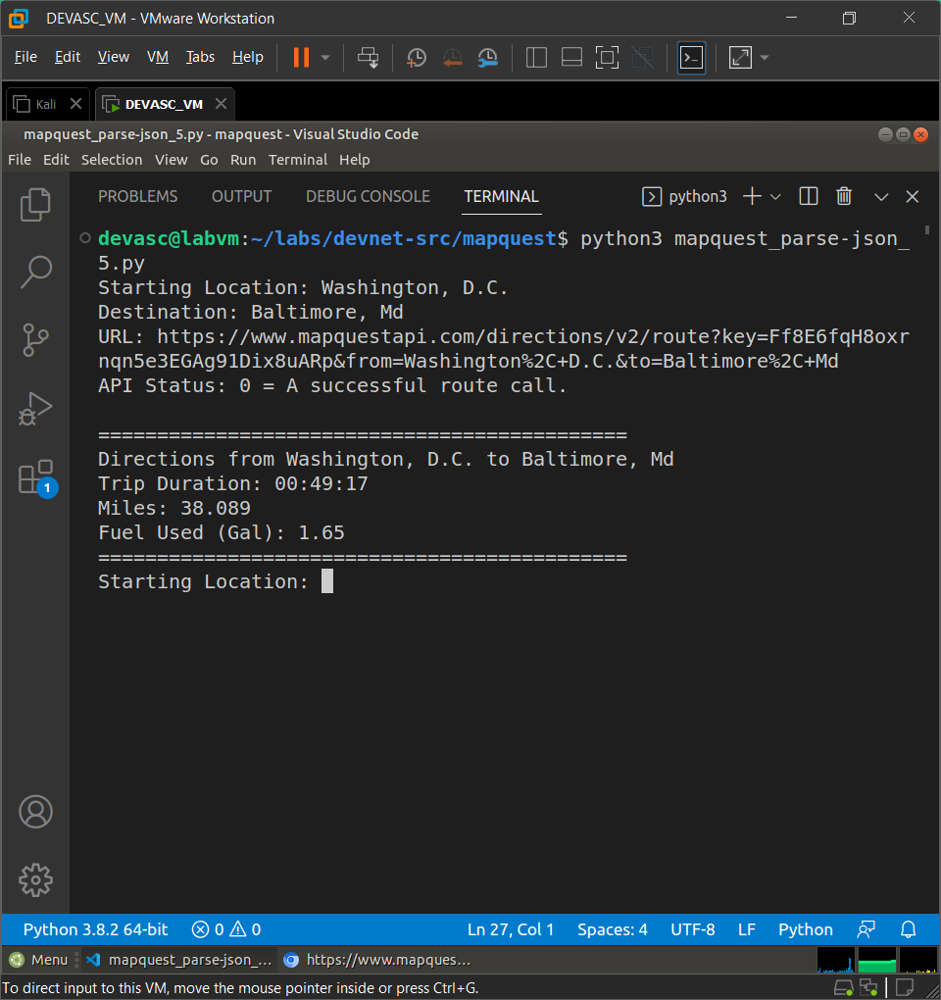 DEVASC_VM - VMware Workstation
File Edit View VM Tabs Help
Kali DEVASC_VM
mapquest_parse-json_5.py - mapquest - Visual Studio Code
File Edit Selection View Go Run Terminal Help
PROBLEMS OUTPUT DEBUG CONSOLE TERMINAL python3
devasc@labvm:~/labs/devnet-src/mapquest$ python3 mapquest_parse-json_
5.py
Starting Location: Washington, D.C.
Destination: Baltimore, Md
URL: https://www.mapquestapi.com/directions/v2/route?key=Ff8E6fqH8oxr
nqn5e3EGAg91Dix8uARp&from=Washington%2C+D.C.&to=Baltimore%2C+Md
API Status: 0 = A successful route call.
=============================================
Directions from Washington, D.C. to Baltimore, Md
Trip Duration: 00:49:17
Miles: 38.089
Fuel Used (Gal): 1.65
=============================================
Starting Location:
1
Python 3.8.2 64-bit 0 0 Ln 27, Col 1 Spaces: 4 UTF-8 LF Python
Menu mapquest_parse-json_... https://www.mapques...
To direct input to this VM, move the mouse pointer inside or press Ctrl+G.